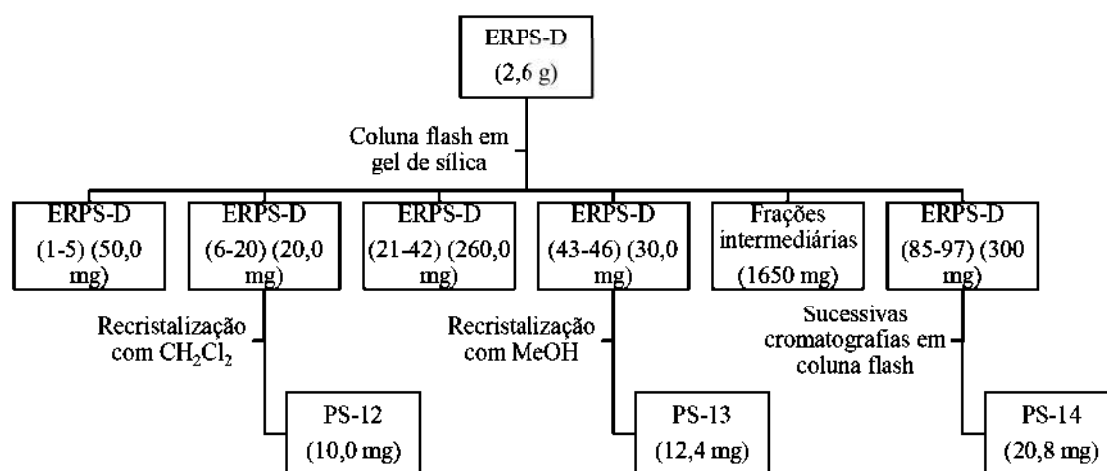 ERPS-D
(2,6 g)
Coluna flash em
gel de sílica
ERPS-D
(1-5) (50,0
mg)
ERPS-D
(6-20) (20,0
mg)
ERPS-D
(21-42) (260,0
mg)
ERPS-D
(43-46) (30,0
mg)
Frações
intermediárias
(1650 mg)
ERPS-D
(85-97) (300
mg)
Recristalização
com CH₂Cl₂
Recristalização
com MeOH
Sucessivas
cromatografias em
coluna flash
PS-12
(10,0 mg)
PS-13
(12,4 mg)
PS-14
(20,8 mg)